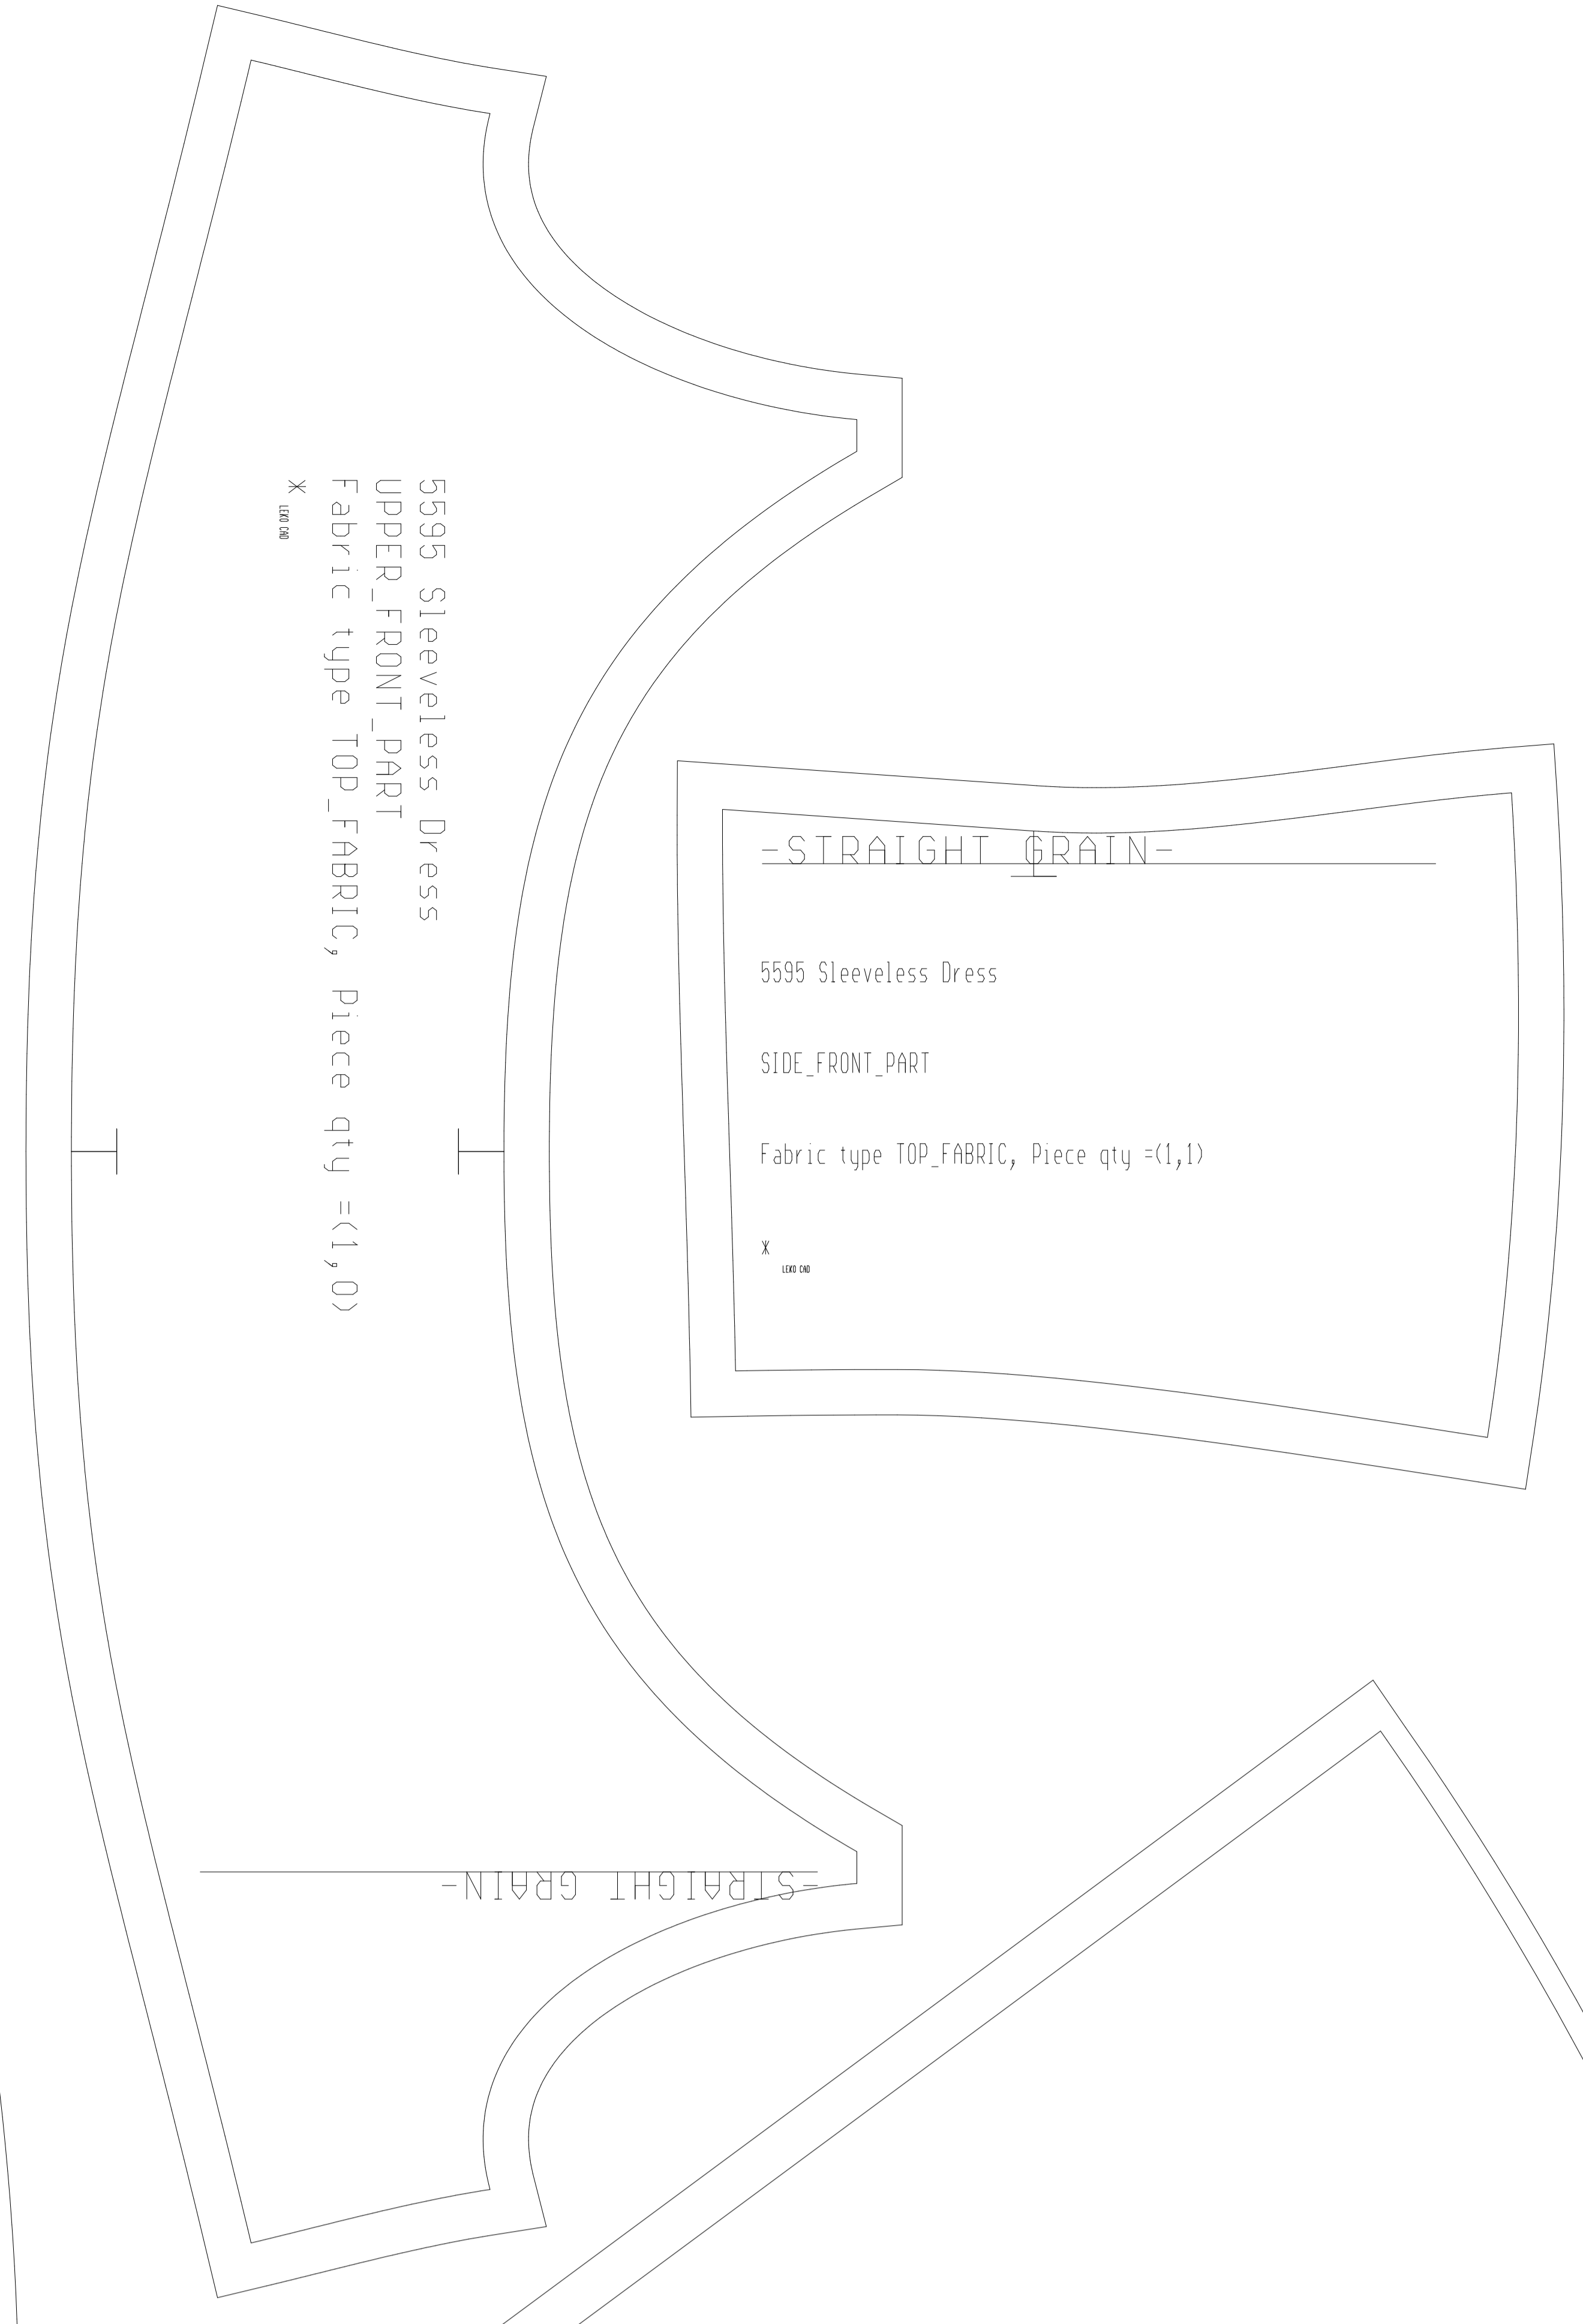 5595 Sleeveless Dress
UPPER_FRONT_PART
Fabric type TOP_FABRIC, Piece qty =(1,0)
*
LEKO CAD
-STRAIGHT GRAIN-
-STRAIGHT GRAIN-
5595 Sleeveless Dress
SIDE_FRONT_PART
Fabric type TOP_FABRIC, Piece qty =(1,1)
*
LEKO CAD